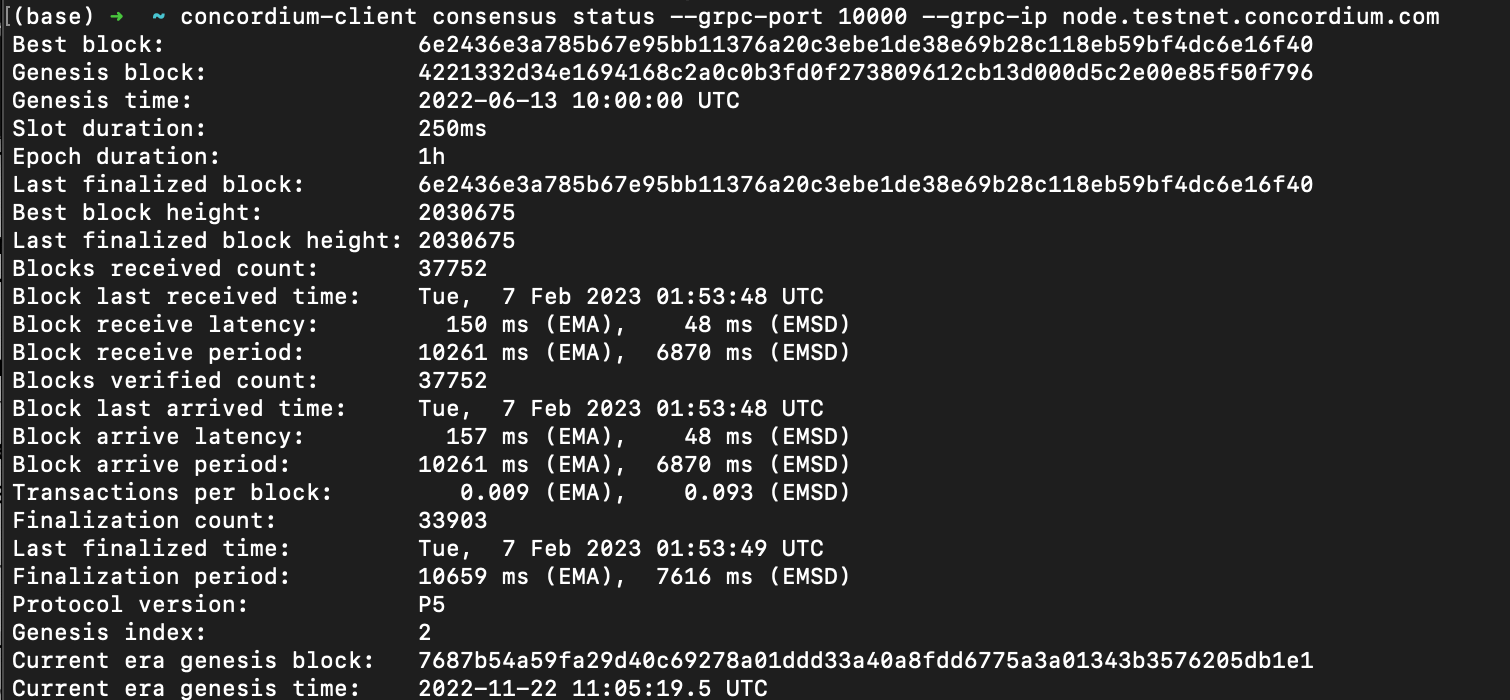 (base) ➜  ~ concordium-client consensus status --grpc-port 10000 --grpc-ip node.testnet.concordium.com
Best block:                  6e2436e3a785b67e95bb11376a20c3ebe1de38e69b28c118eb59bf4dc6e16f40
Genesis block:               4221332d34e1694168c2a0c0b3fd0f273809612cb13d000d5c2e00e85f50f796
Genesis time:                2022-06-13 10:00:00 UTC
Slot duration:               250ms
Epoch duration:              1h
Last finalized block:        6e2436e3a785b67e95bb11376a20c3ebe1de38e69b28c118eb59bf4dc6e16f40
Best block height:           2030675
Last finalized block height: 2030675
Blocks received count:       37752
Block last received time:    Tue,  7 Feb 2023 01:53:48 UTC
Block receive latency:         150 ms (EMA),    48 ms (EMSD)
Block receive period:        10261 ms (EMA),  6870 ms (EMSD)
Blocks verified count:       37752
Block last arrived time:     Tue,  7 Feb 2023 01:53:48 UTC
Block arrive latency:          157 ms (EMA),    48 ms (EMSD)
Block arrive period:         10261 ms (EMA),  6870 ms (EMSD)
Transactions per block:         0.009 (EMA),    0.093 (EMSD)
Finalization count:          33903
Last finalized time:         Tue,  7 Feb 2023 01:53:49 UTC
Finalization period:         10659 ms (EMA),  7616 ms (EMSD)
Protocol version:            P5
Genesis index:               2
Current era genesis block:   7687b54a59fa29d40c69278a01ddd33a40a8fdd6775a3a01343b3576205db1e1
Current era genesis time:    2022-11-22 11:05:19.5 UTC